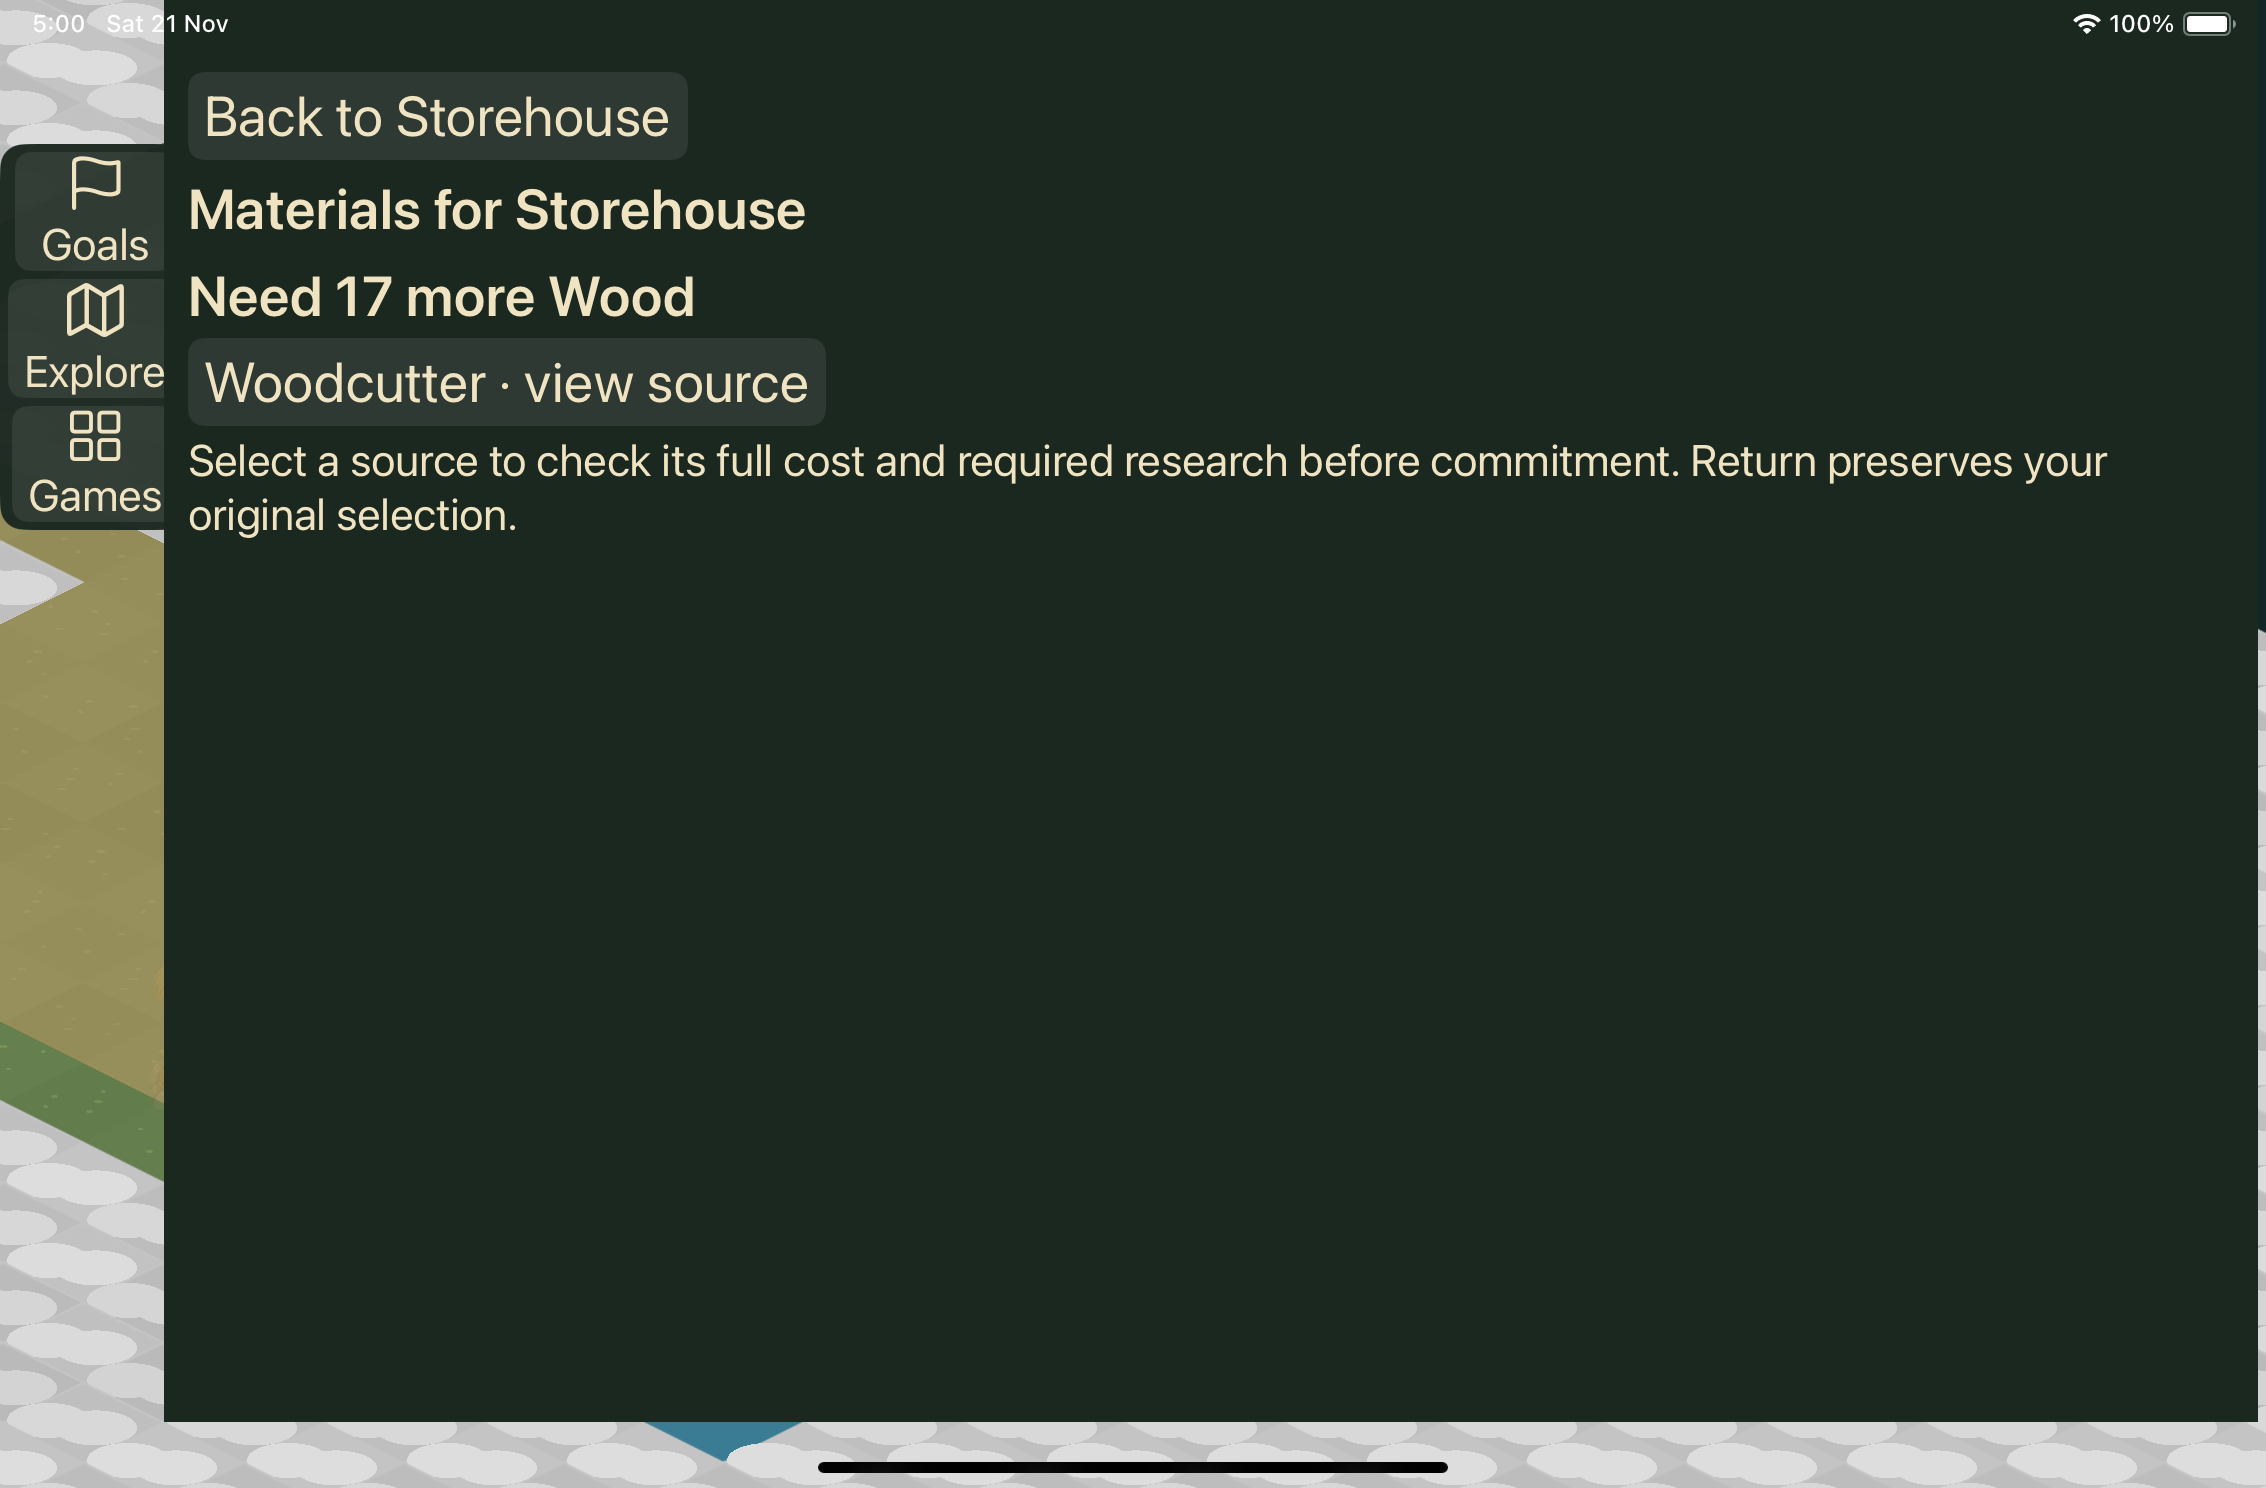 5:00 Sat 21 Nov 100%
Back to Storehouse
Materials for Storehouse
Goals
Need 17 more Wood
Explore
Woodcutter · view source
Select a source to check its full cost and required research before commitment. Return preserves your
original selection.
Games